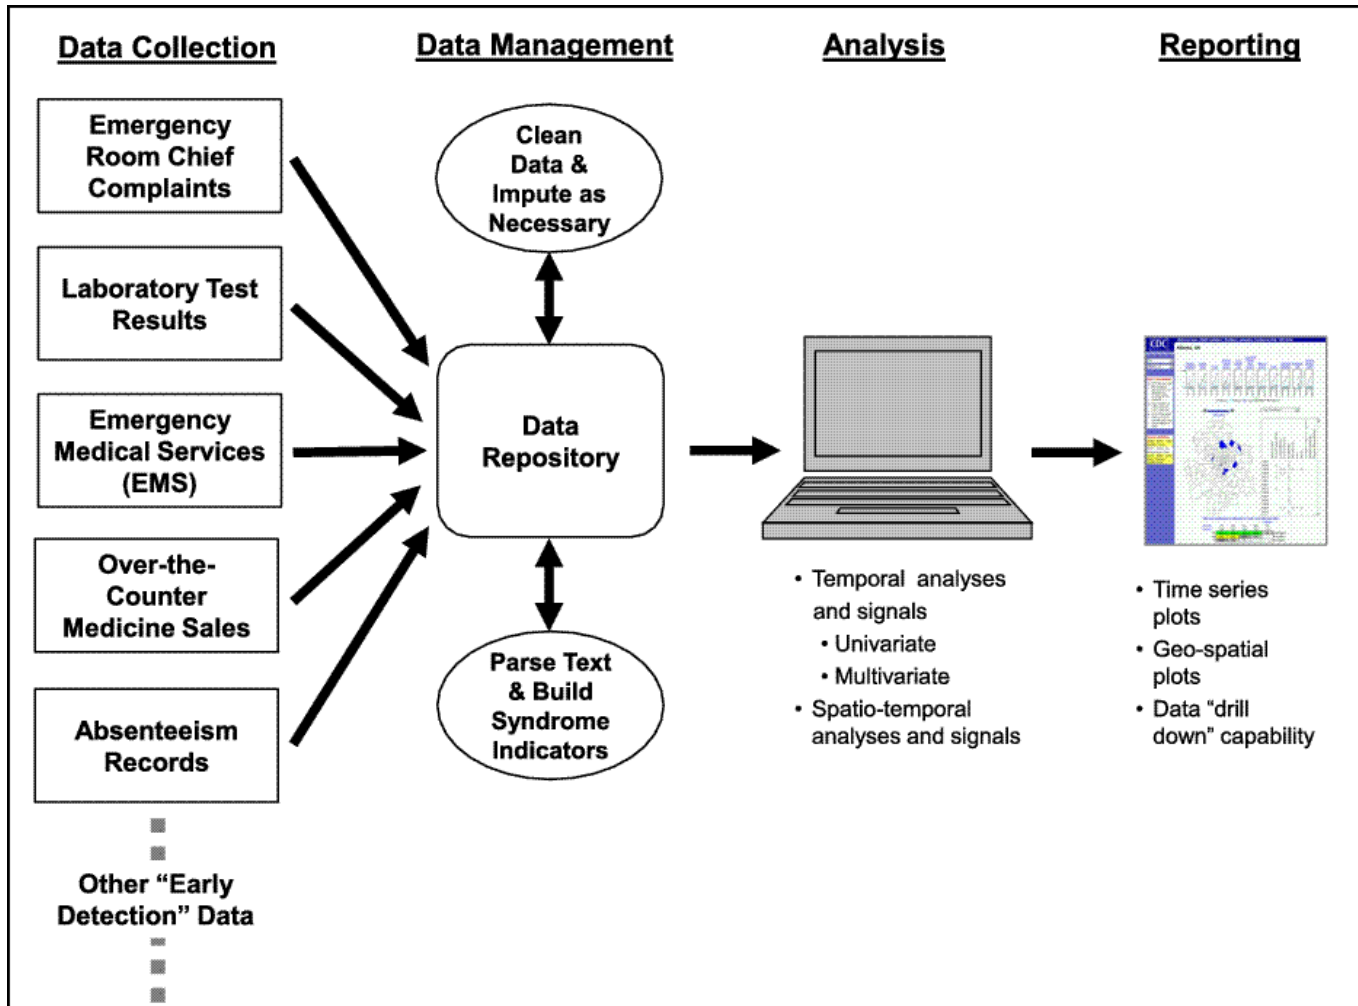 Data Collection
Data Management
Analysis
Reporting
Emergency
Room Chief
Complaints
Laboratory Test
Results
Emergency
Medical Services
(EMS)
Over-the-
Counter
Medicine Sales
Absenteeism
Records
Other “Early
Detection” Data
Clean
Data &
Impute as
Necessary
Data
Repository
Parse Text
& Build
Syndrome
Indicators
• Temporal analyses
and signals
• Univariate
• Multivariate
• Spatio-temporal
analyses and signals
CDC
• Time series
plots
• Geo-spatial
plots
• Data “drill
down” capability